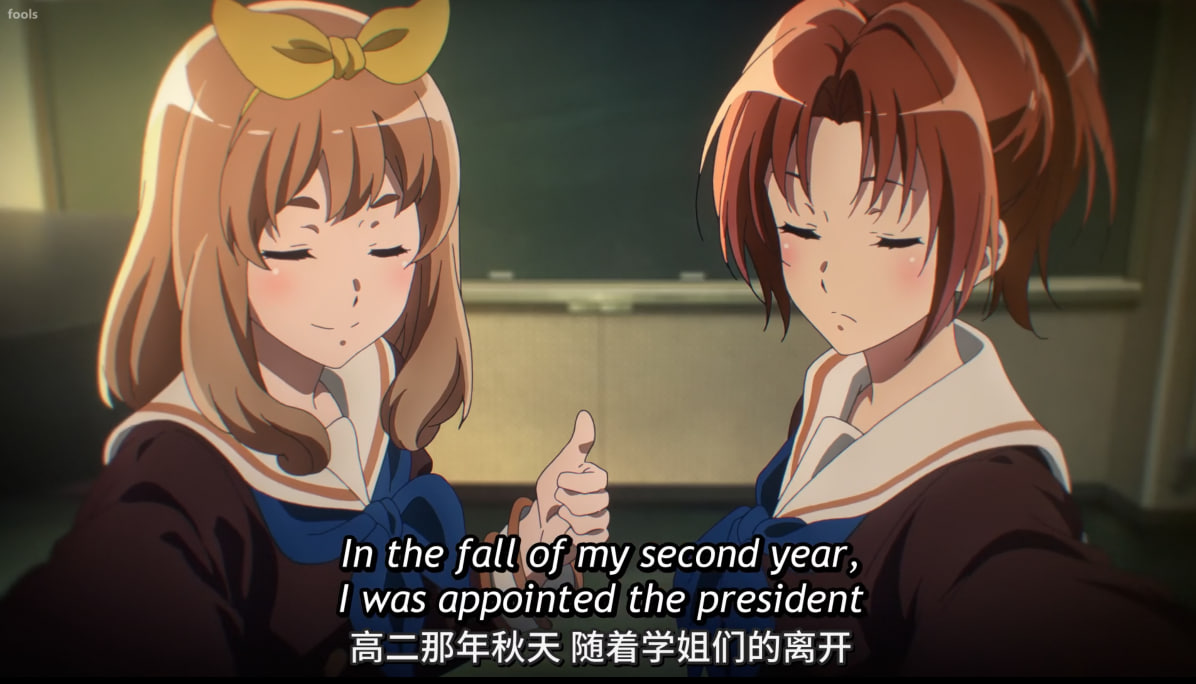 fools
In the fall of my second year,
I was appointed the president
高二那年秋天 随着学姐们的离开